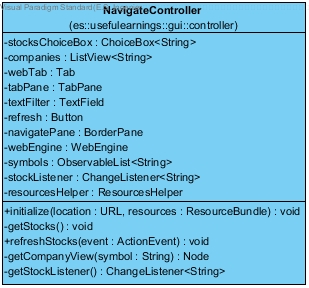 Visual Paradigm Standard
NavigateController
(es::usefulearnings::gui::controller)
-stocksChoiceBox : ChoiceBox<String>
-companies : ListView<String>
-webTab : Tab
-tabPane : TabPane
-textFilter : TextField
-refresh : Button
-navigatePane : BorderPane
-webEngine : WebEngine
-symbols : ObservableList<String>
-stockListener : ChangeListener<String>
-resourcesHelper : ResourcesHelper
+initialize(location : URL, resources : ResourceBundle) : void
-getStocks() : void
+refreshStocks(event : ActionEvent) : void
-getCompanyView(symbol : String) : Node
-getStockListener() : ChangeListener<String>